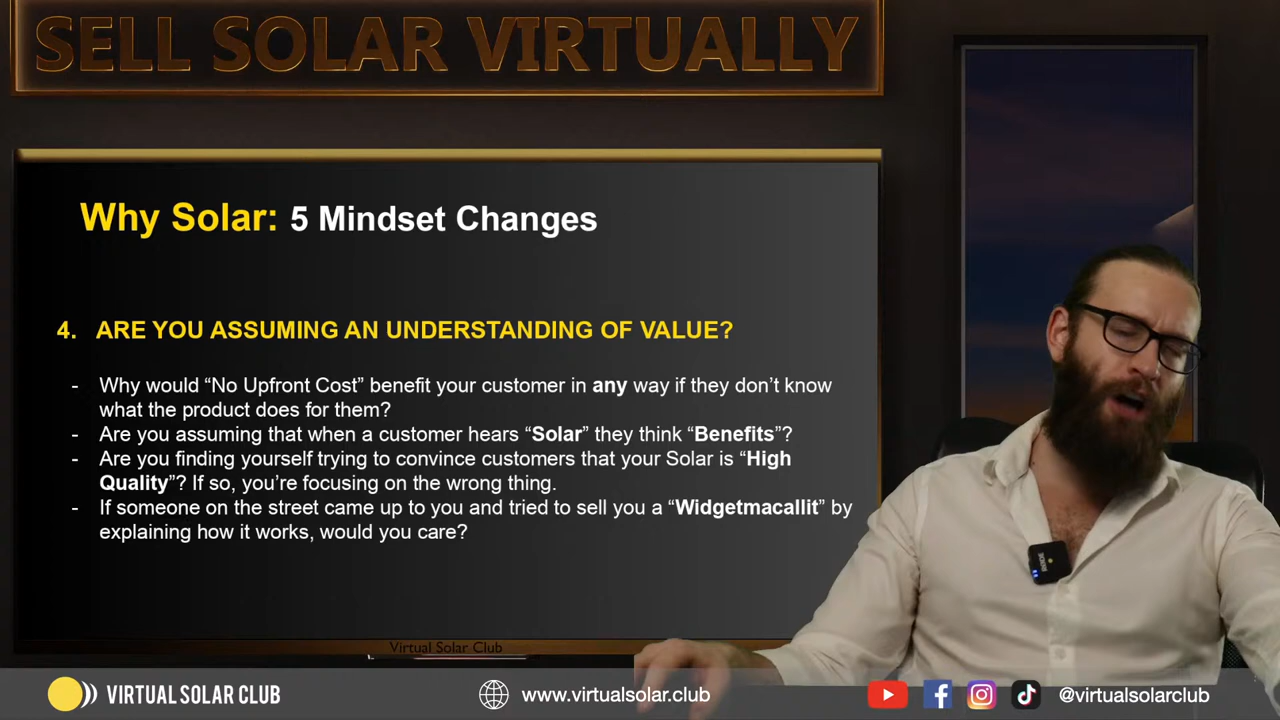 SELL SOLAR VIRTUALLY
Why Solar: 5 Mindset Changes
4. ARE YOU ASSUMING AN UNDERSTANDING OF VALUE?
- Why would “No Upfront Cost” benefit your customer in any way if they don’t know
what the product does for them?
- Are you assuming that when a customer hears “Solar” they think “Benefits”?
- Are you finding yourself trying to convince customers that your Solar is “High
Quality”? If so, you’re focusing on the wrong thing.
- If someone on the street came up to you and tried to sell you a “Widgetmacallit” by
explaining how it works, would you care?
Virtual Solar Club
RODE
VIRTUAL SOLAR CLUB
www.virtualsolar.club
@virtualsolarclub